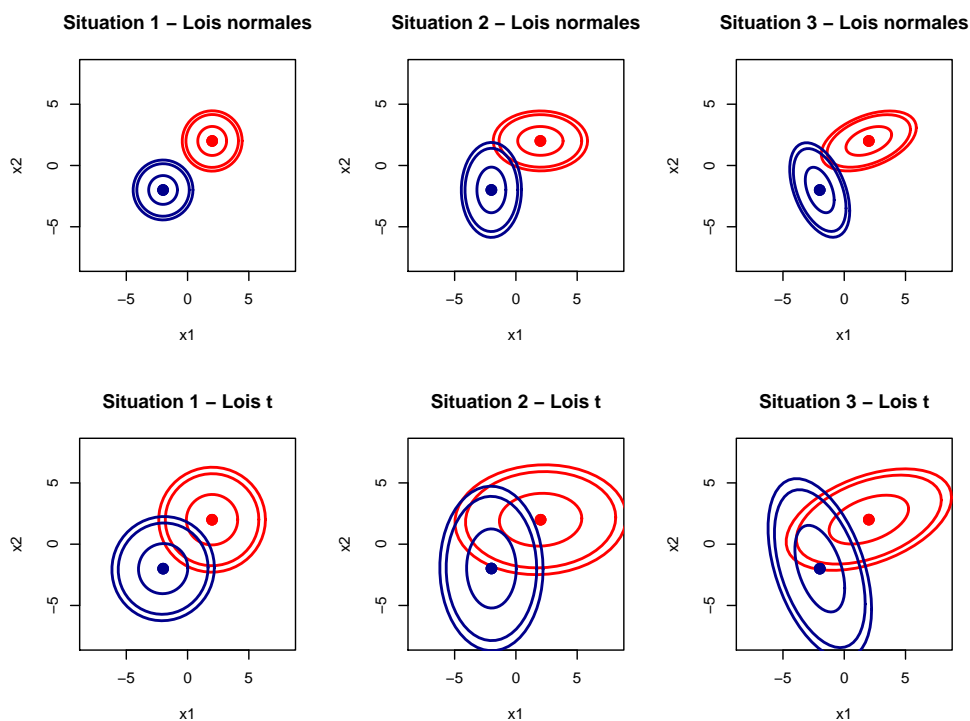 Situation 1 − Lois normales
5
0
−5
x2
−5 0 5
x1
Situation 2 − Lois normales
5
0
−5
x2
−5 0 5
x1
Situation 3 − Lois normales
5
0
−5
x2
−5 0 5
x1
Situation 1 − Lois t
5
0
−5
x2
−5 0 5
x1
Situation 2 − Lois t
5
0
−5
x2
−5 0 5
x1
Situation 3 − Lois t
5
0
−5
x2
−5 0 5
x1